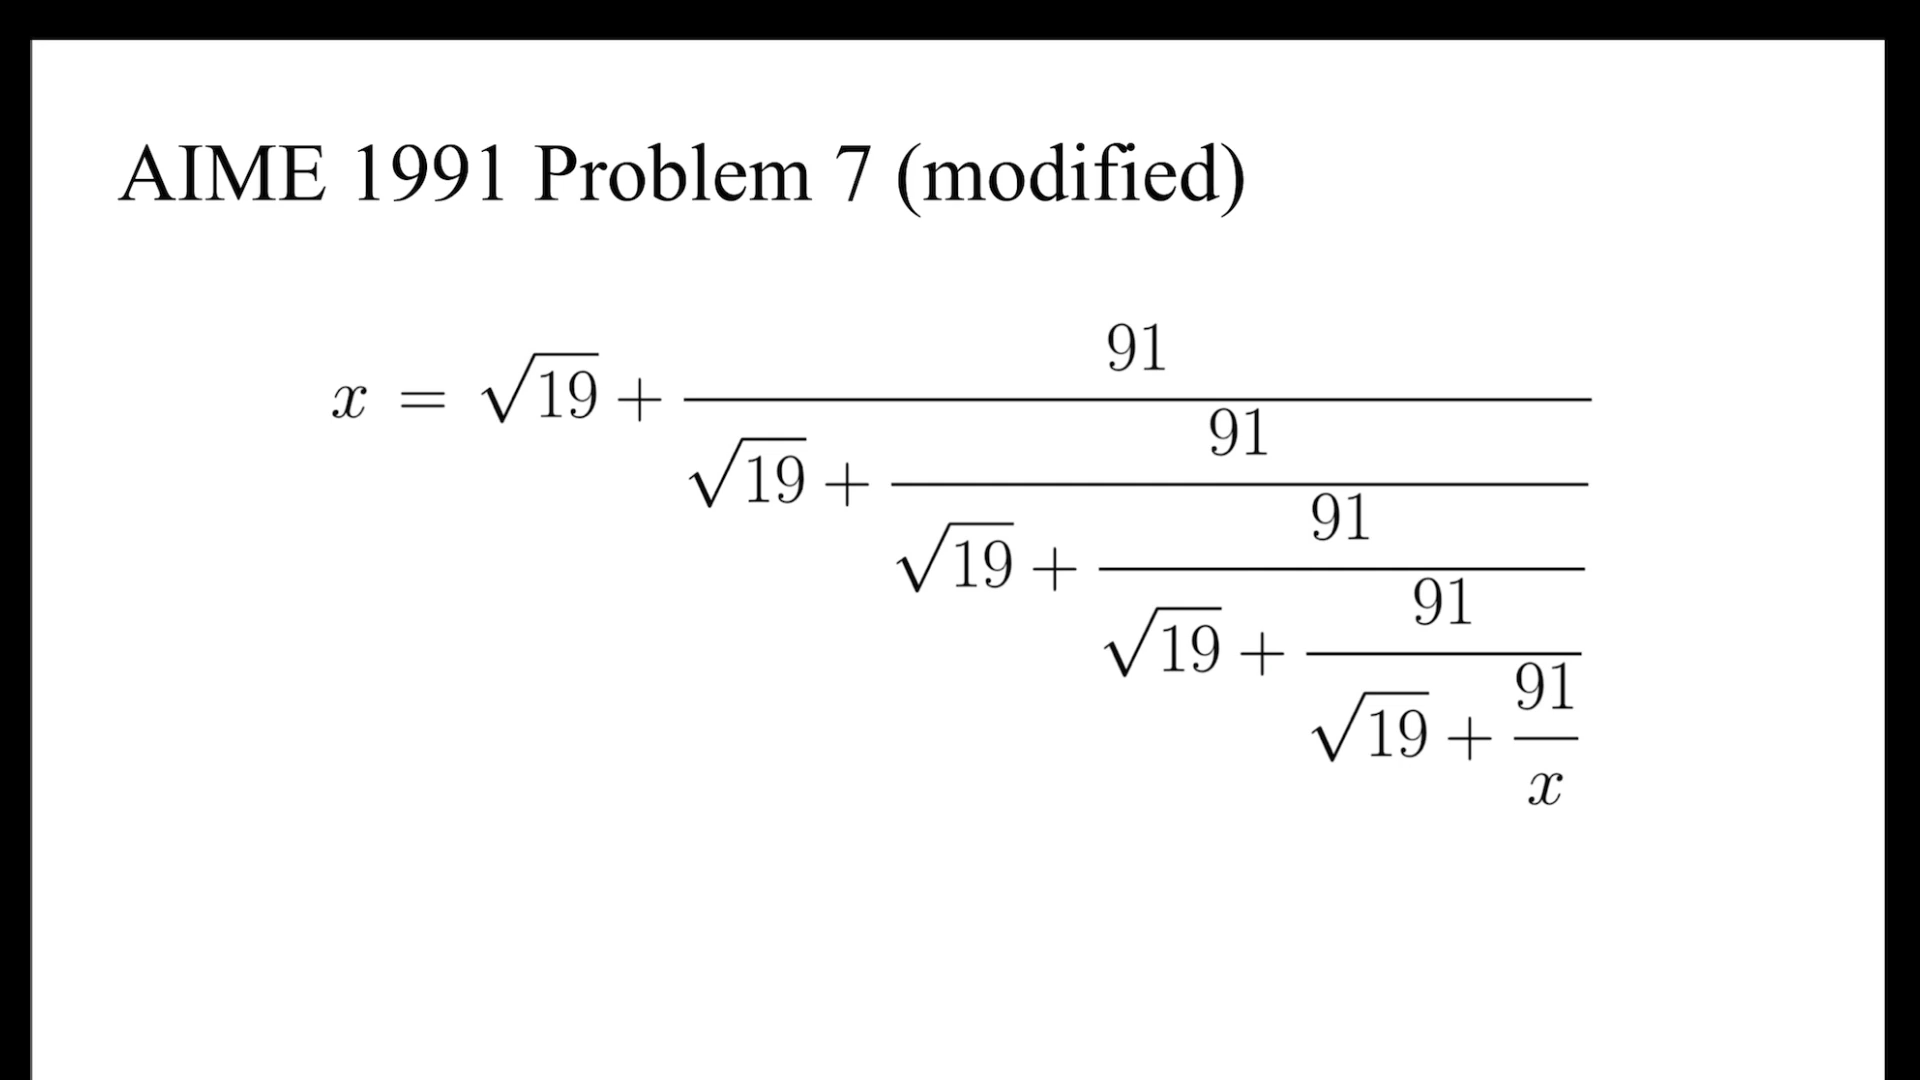 AIME 1991 Problem 7 (modified)
x = √19 + 91
√19 + 91
√19 + 91
√19 + 91
√19 + 91
x